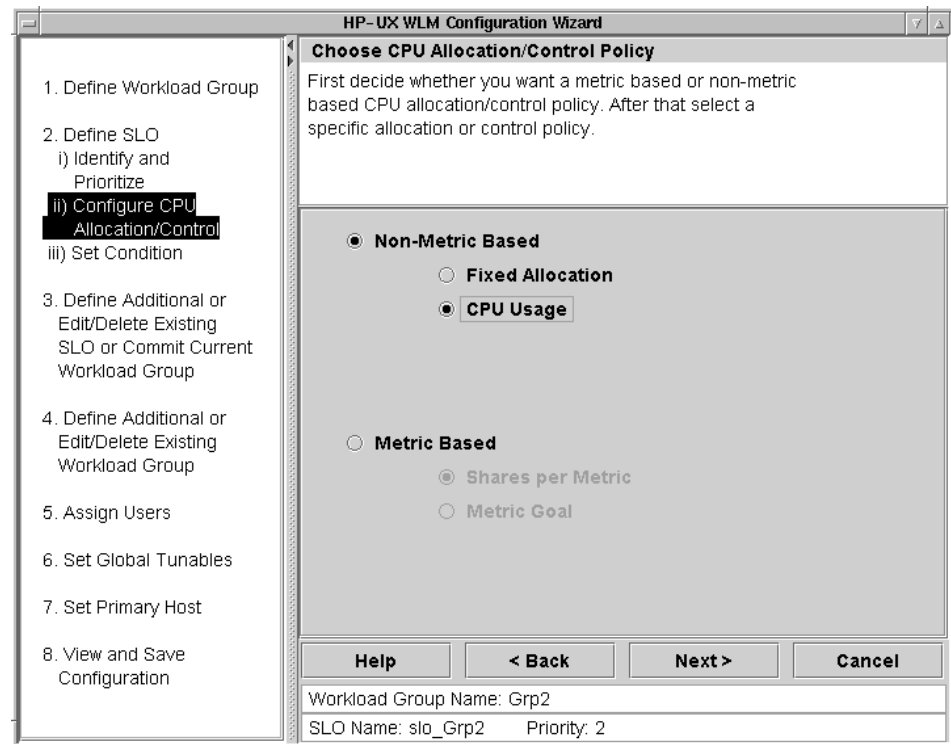 HP-UX WLM Configuration Wizard
1. Define Workload Group
2. Define SLO
i) Identify and
Prioritize
ii) Configure CPU
Allocation/Control
iii) Set Condition
3. Define Additional or
Edit/Delete Existing
SLO or Commit Current
Workload Group
4. Define Additional or
Edit/Delete Existing
Workload Group
5. Assign Users
6. Set Global Tunables
7. Set Primary Host
8. View and Save
Configuration
Choose CPU Allocation/Control Policy
First decide whether you want a metric based or non-metric
based CPU allocation/control policy. After that select a
specific allocation or control policy.
Non-Metric Based
Fixed Allocation
CPU Usage
Metric Based
Shares per Metric
Metric Goal
Help < Back Next > Cancel
Workload Group Name: Grp2
SLO Name: slo_Grp2 Priority: 2